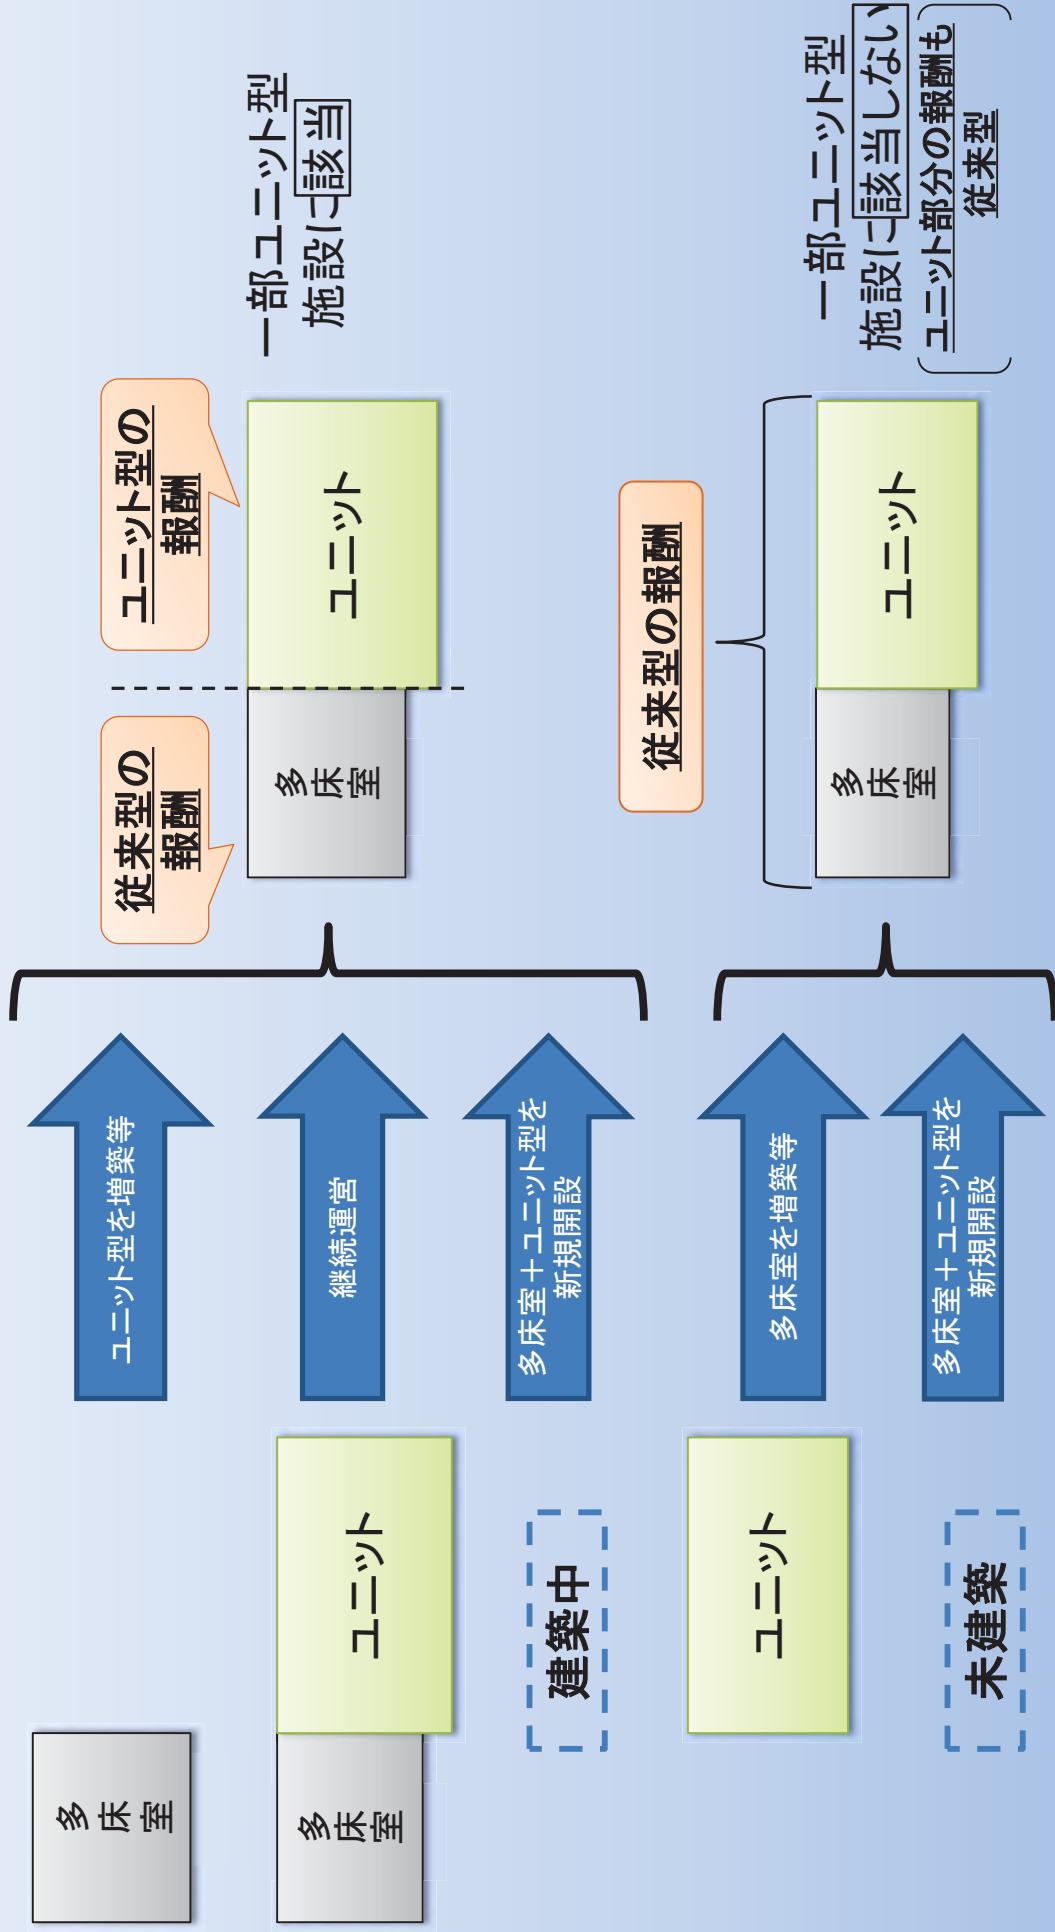 多
床
室
ユニット型を増築等
従来型の
報酬
ユニット型の
報酬
多
床
室
ユニット
継続運営
多
床
室
ユニット
一部ユニット型
施設に該当
建築中
多床室＋ユニット型を
新規開設
ユニット
多床室を増築等
従来型の報酬
多
床
室
ユニット
一部ユニット型
施設に該当しない
ユニット部分の報酬も
従来型
未建築
多床室＋ユニット型を
新規開設